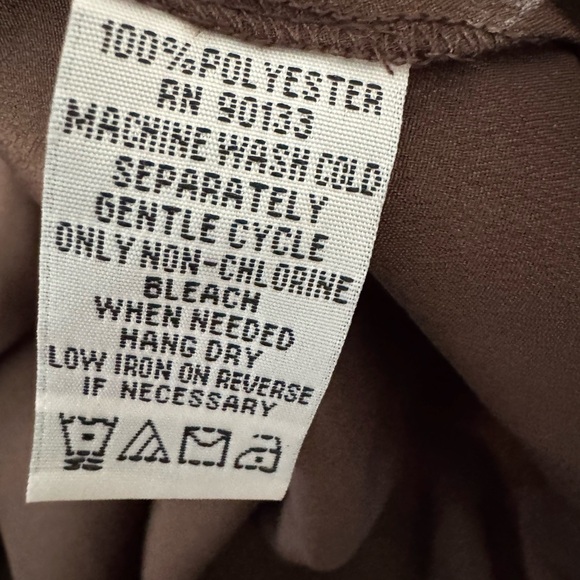 100% POLYESTER
RN 90133
MACHINE WASH COLD
SEPARATELY
GENTLE CYCLE
ONLY NON-CHLORINE
BLEACH
WHEN NEEDED
HANG DRY
LOW IRON ON REVERSE
IF NECESSARY